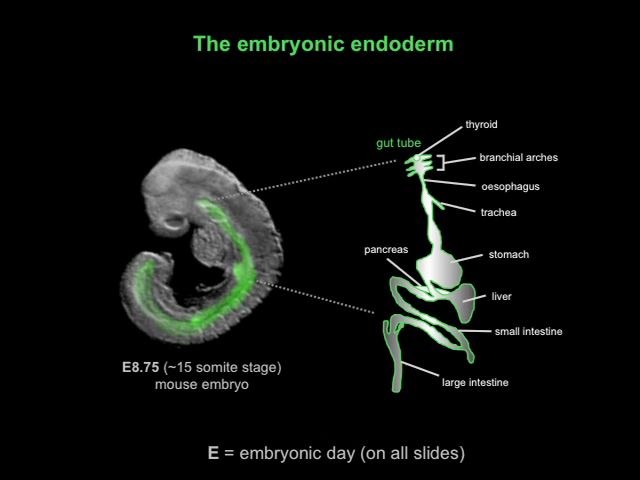 The embryonic endoderm
thyroid
gut tube
branchial arches
oesophagus
trachea
pancreas
stomach
liver
small intestine
large intestine
E8.75 (~15 somite stage)
mouse embryo
E = embryonic day (on all slides)